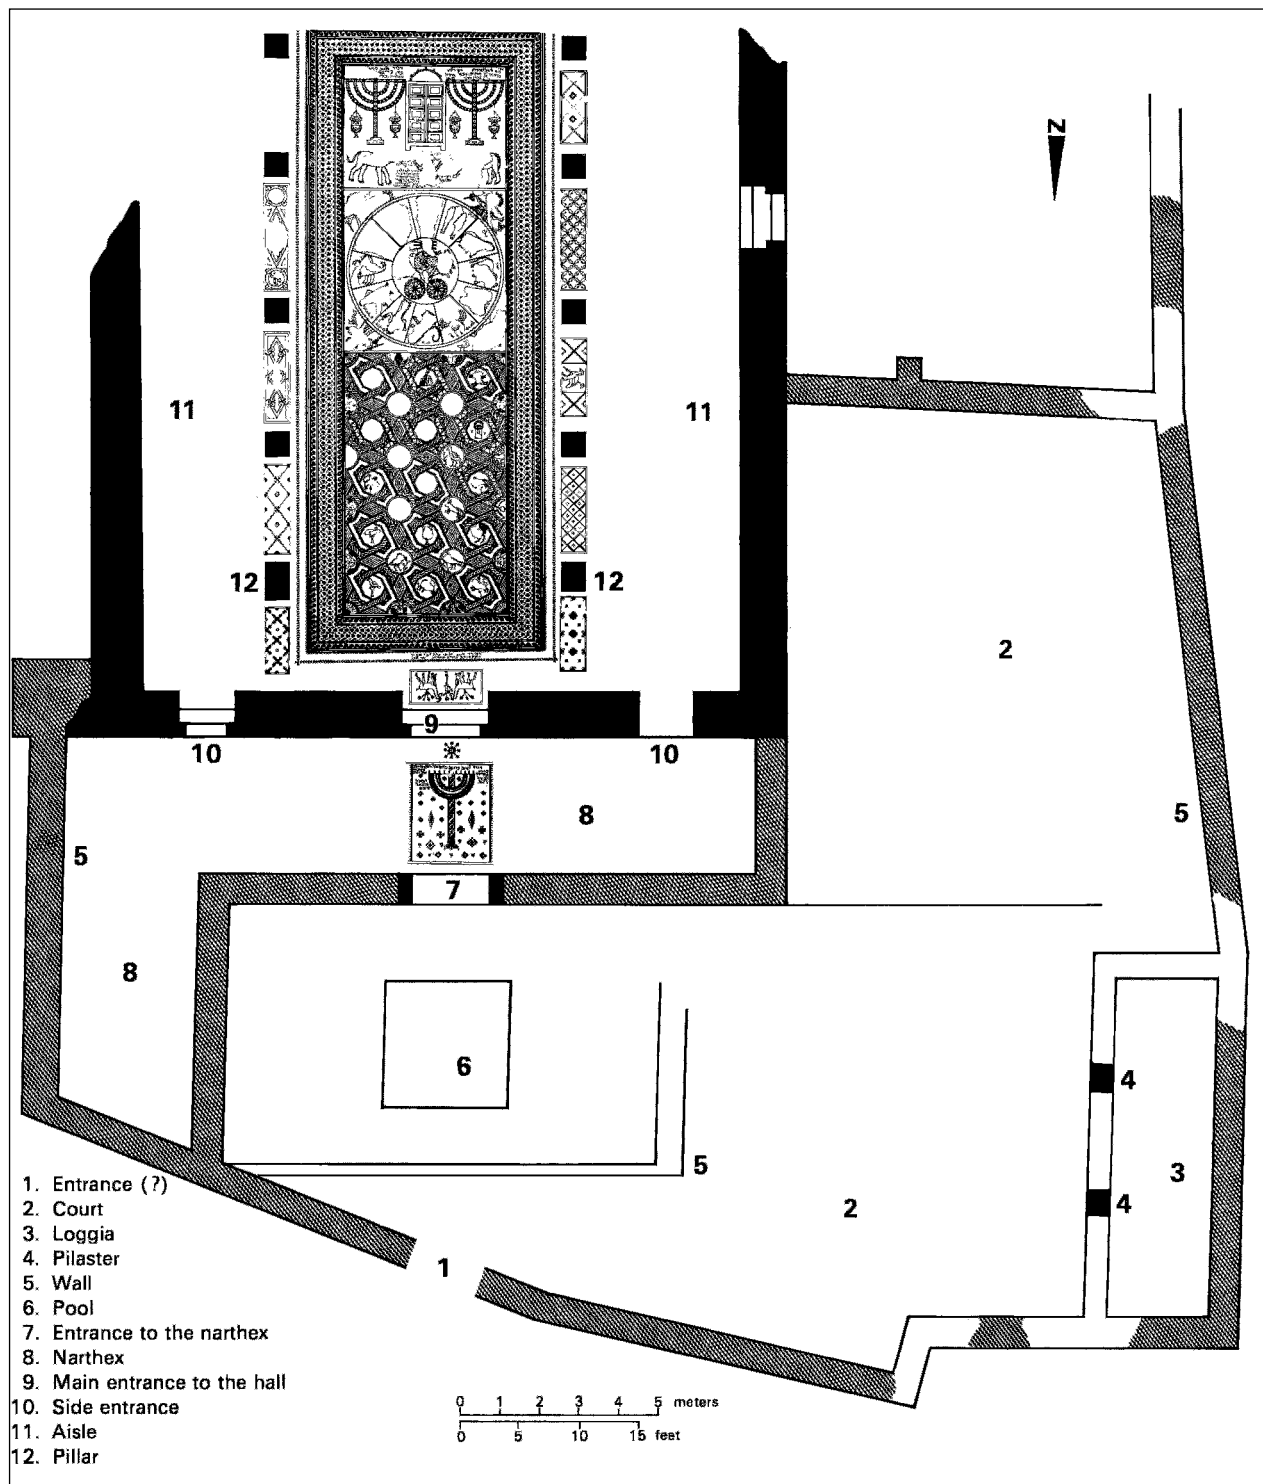 N
11
11
12
12
2
9
10
10
8
5
5
7
8
6
4
5
3
2
4
1
1. Entrance (?)
2. Court
3. Loggia
4. Pilaster
5. Wall
6. Pool
7. Entrance to the narthex
8. Narthex
9. Main entrance to the hall
10. Side entrance
11. Aisle
12. Pillar
0 1 2 3 4 5 meters
0 5 10 15 feet